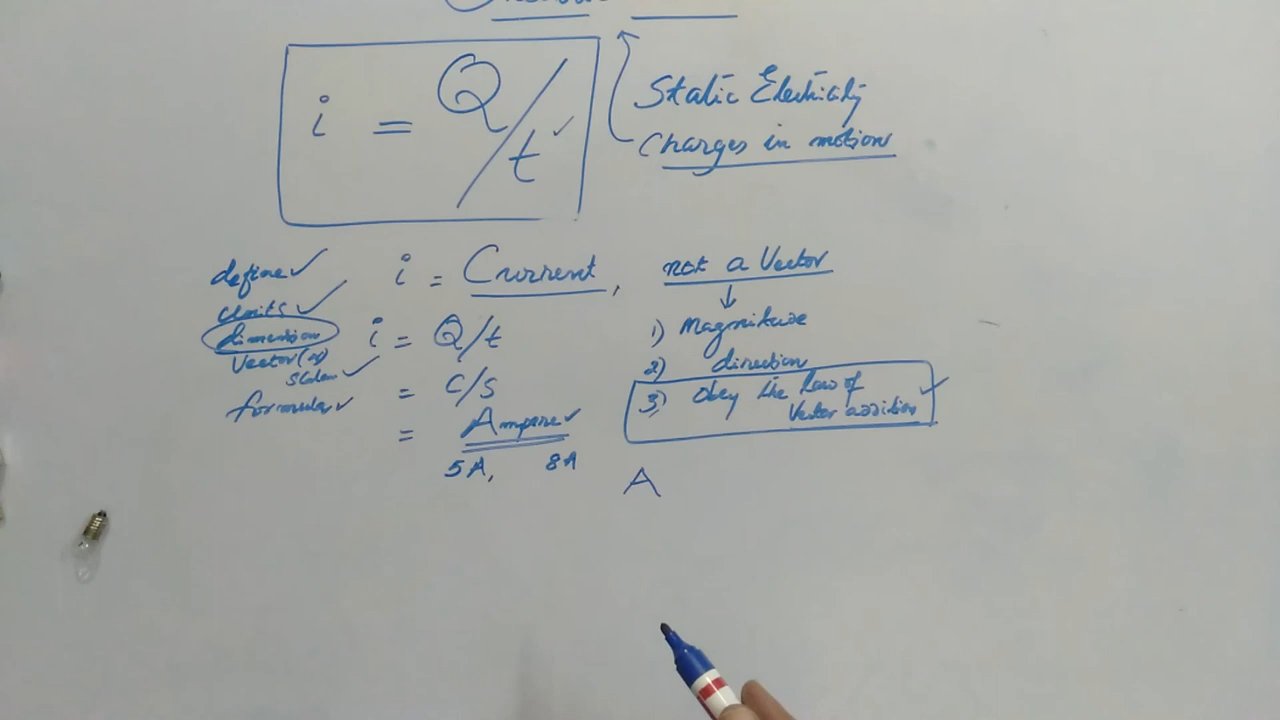 i = Q/t
Static Electricity
Charges in motion
define✓
Units✓
dimension
Vector (or)
Scalar✓
formula✓
i = Current, not a Vector
i = Q/t
= C/s
= Ampere✓
5A, 8A
1) Magnitude
2) direction
3) obey the law of
Vector addition
A